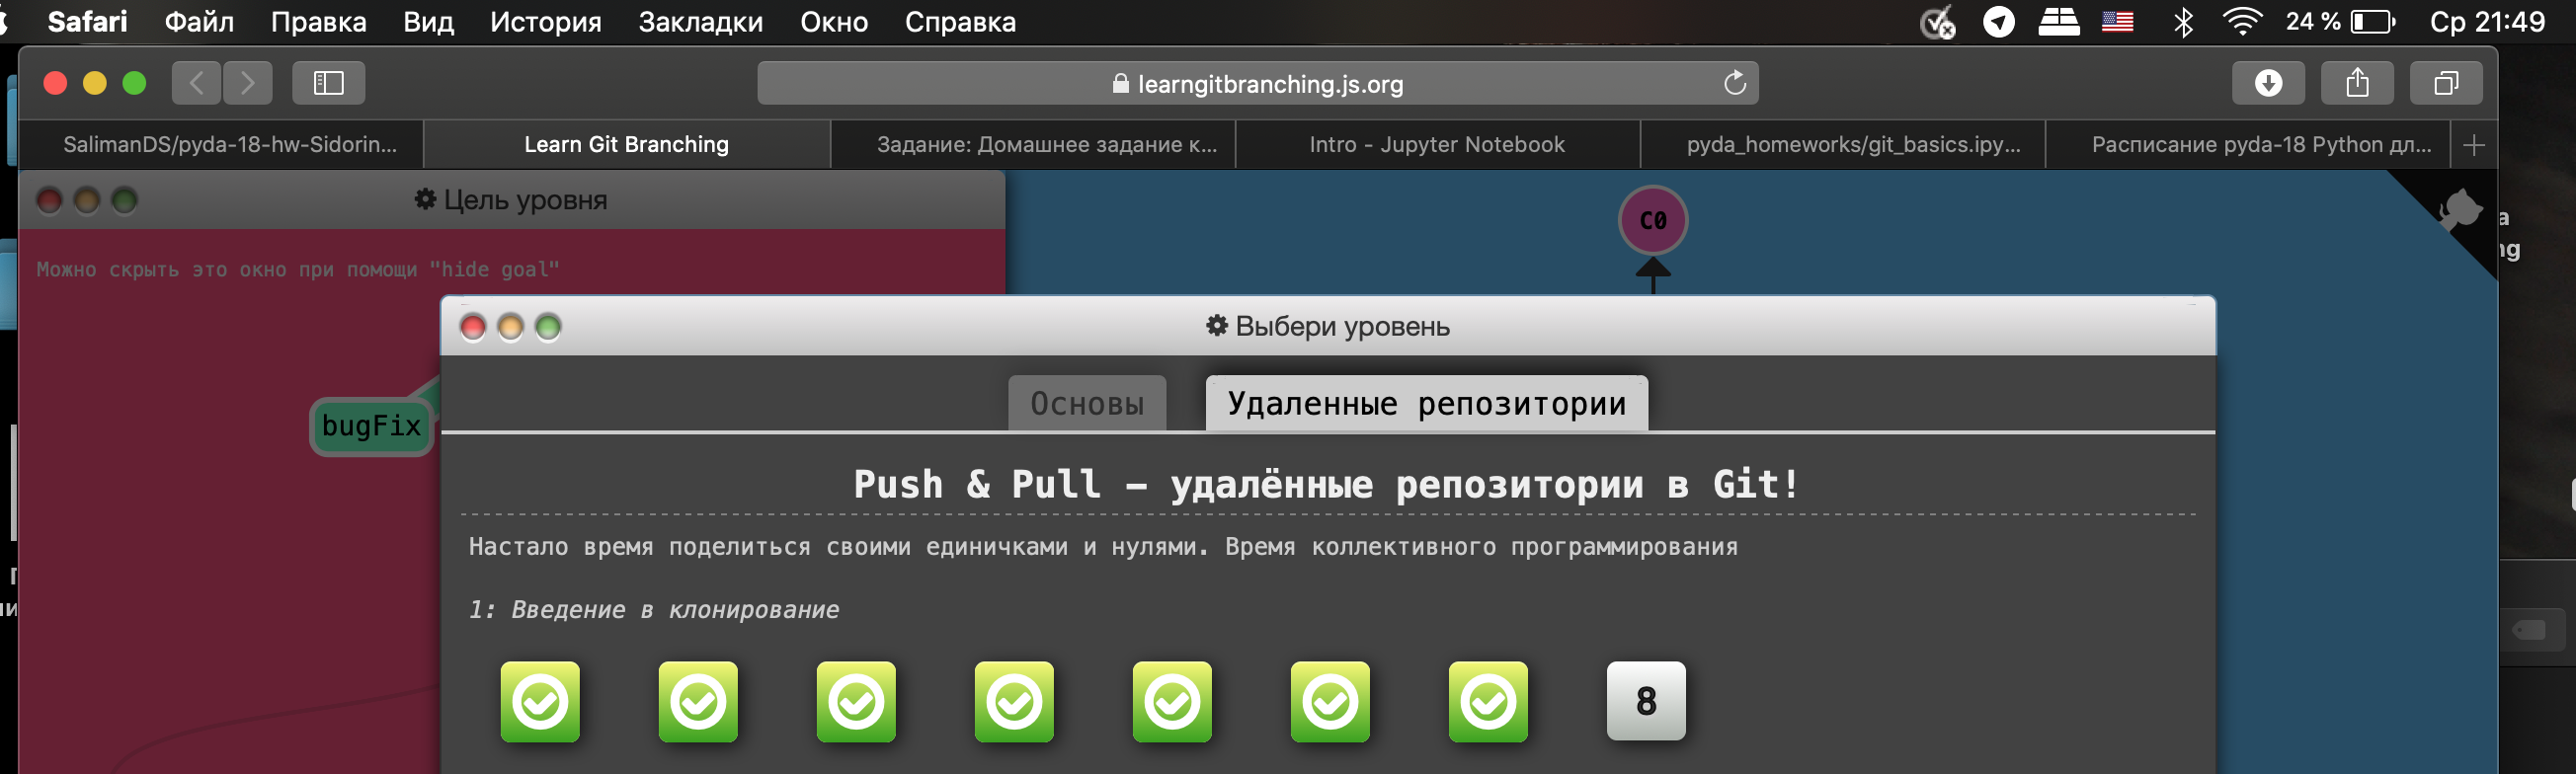 Safari Файл Правка Вид История Закладки Окно Справка 24 % Ср 21:49
learngitbranching.js.org
SalimanDS/pyda-18-hw-Sidorin... Learn Git Branching Задание: Домашнее задание к... Intro - Jupyter Notebook pyda_homeworks/git_basics.ipy... Расписание pyda-18 Python дл...
Цель уровня
C0
Можно скрыть это окно при помощи "hide goal"
Выбери уровень
Основы Удаленные репозитории
bugFix
Push & Pull – удалённые репозитории в Git!
Настало время поделиться своими единичками и нулями. Время коллективного программирования
1: Введение в клонирование
8